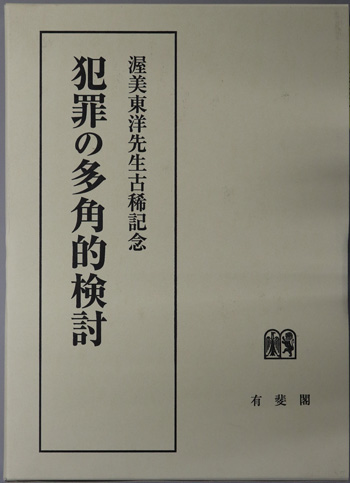 渥美東洋先生古稀記念
犯罪の多角的検討
有斐閣